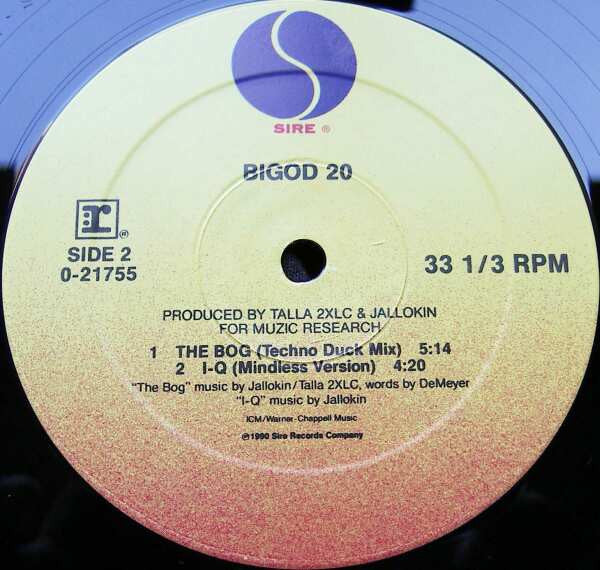 SIRE ®
BIGOD 20
r ®
SIDE 2
0-21755
33 1/3 RPM
PRODUCED BY TALLA 2XLC & JALLOKIN
FOR MUZIC RESEARCH
1 THE BOG (Techno Duck Mix) 5:14
2 I-Q (Mindless Version) 4:20
"The Bog" music by Jallokin/Talla 2XLC, words by DeMeyer
"I-Q" music by Jallokin
ICM/Warner-Chappell Music
℗1990 Sire Records Company